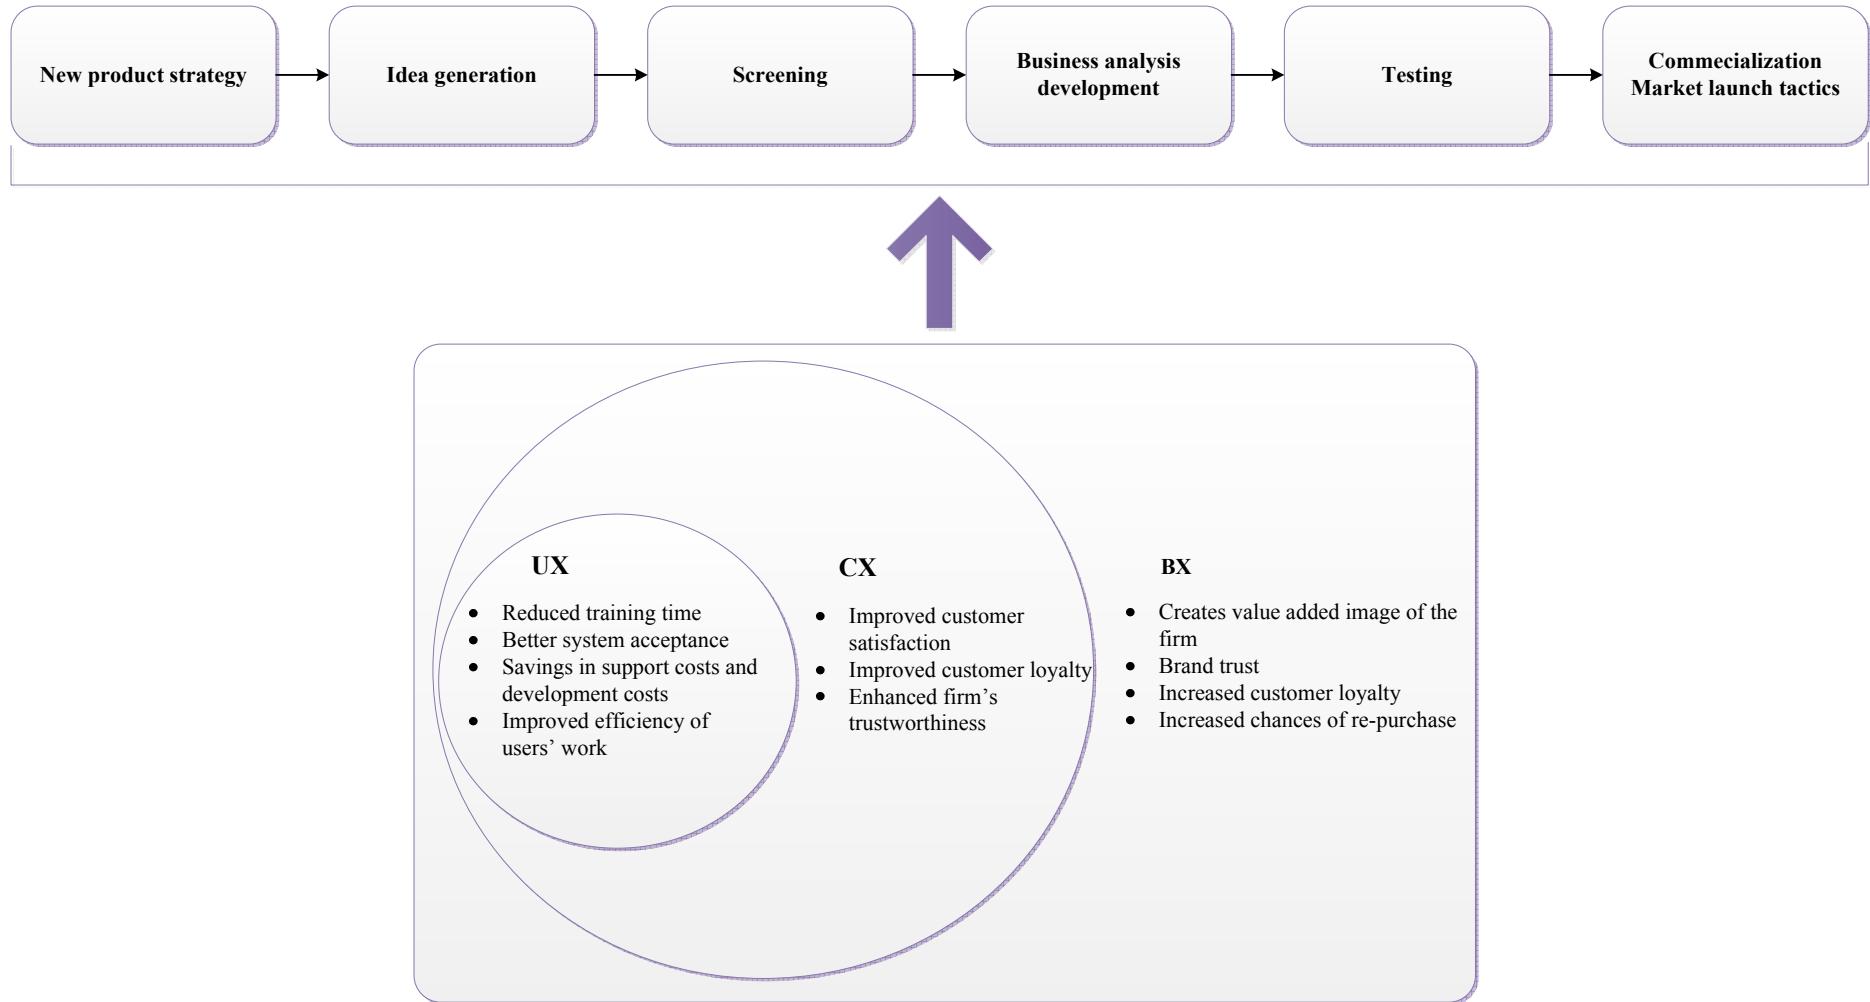 New product strategy
Idea generation
Screening
Business analysis
development
Testing
Commecialization
Market launch tactics
UX
• Reduced training time
• Better system acceptance
• Savings in support costs and
development costs
• Improved efficiency of
users’ work
CX
• Improved customer
satisfaction
• Improved customer loyalty
• Enhanced firm’s
trustworthiness
BX
• Creates value added image of the
firm
• Brand trust
• Increased customer loyalty
• Increased chances of re-purchase